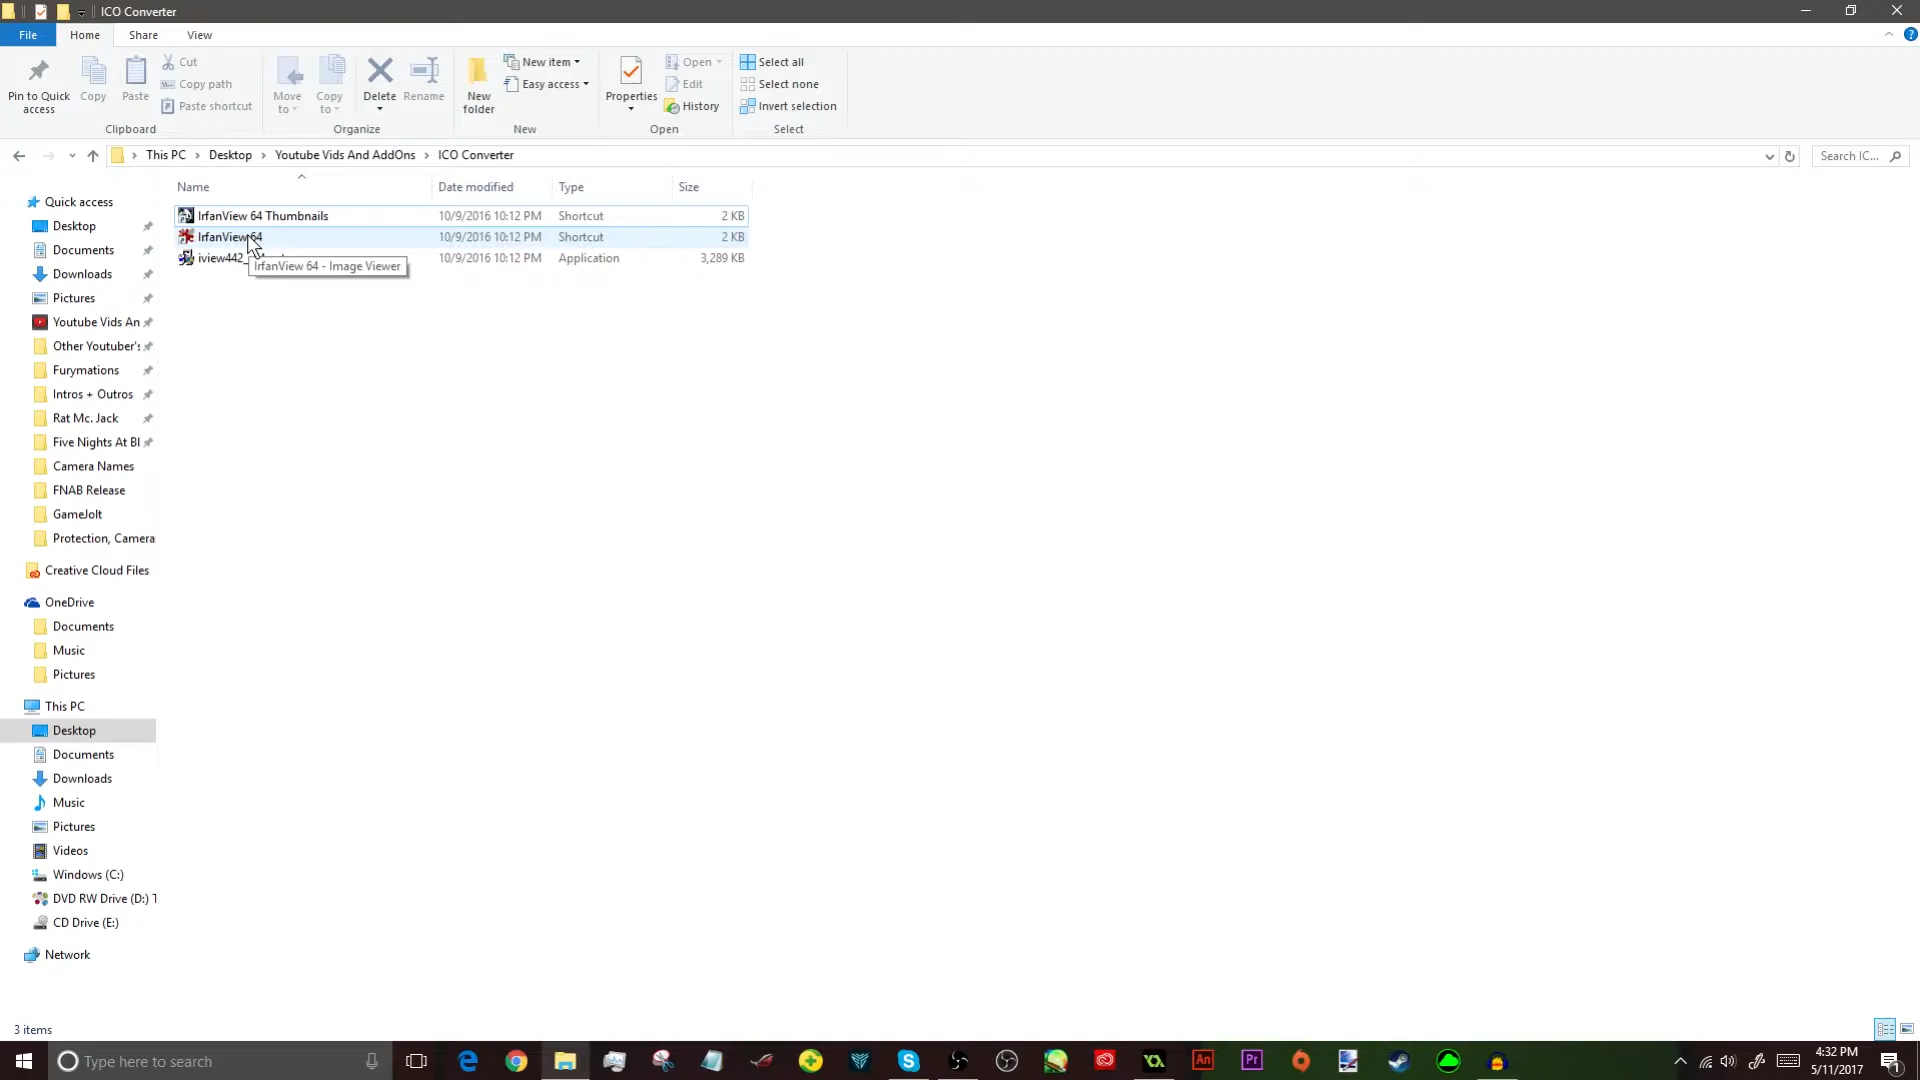 ICO Converter
File Home Share View
Pin to Quick access
Copy
Paste
Cut
Copy path
Paste shortcut
Clipboard
Move to
Copy to
Delete
Rename
Organize
New folder
New item
Easy access
New
Properties
Open
Edit
History
Open
Select all
Select none
Invert selection
Select
This PC > Desktop > Youtube Vids And AddOns > ICO Converter
Search IC...
Name Date modified Type Size
IrfanView 64 Thumbnails 10/9/2016 10:12 PM Shortcut 2 KB
IrfanView 64 10/9/2016 10:12 PM Shortcut 2 KB
iview442_ 10/9/2016 10:12 PM Application 3,289 KB
IrfanView 64 - Image Viewer
Quick access
Desktop
Documents
Downloads
Pictures
Youtube Vids An
Other Youtuber's
Furymations
Intros + Outros
Rat Mc. Jack
Five Nights At Bl
Camera Names
FNAB Release
GameJolt
Protection, Camera
Creative Cloud Files
OneDrive
Documents
Music
Pictures
This PC
Desktop
Documents
Downloads
Music
Pictures
Videos
Windows (C:)
DVD RW Drive (D:) T
CD Drive (E:)
Network
3 items
Type here to search
An
Pr
4:32 PM
5/11/2017
1